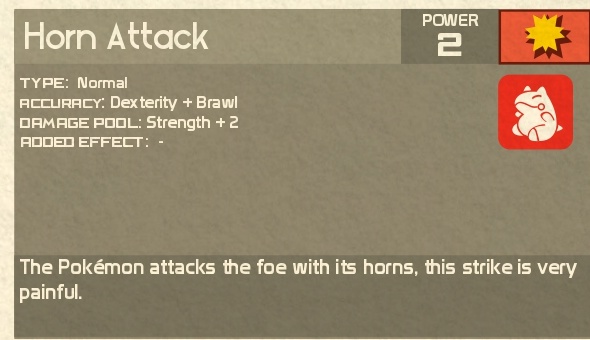 Horn Attack
POWER
2
TYPE: Normal
ACCURACY: Dexterity + Brawl
DAMAGE POOL: Strength + 2
ADDED EFFECT: -
The Pokémon attacks the foe with its horns, this strike is very
painful.